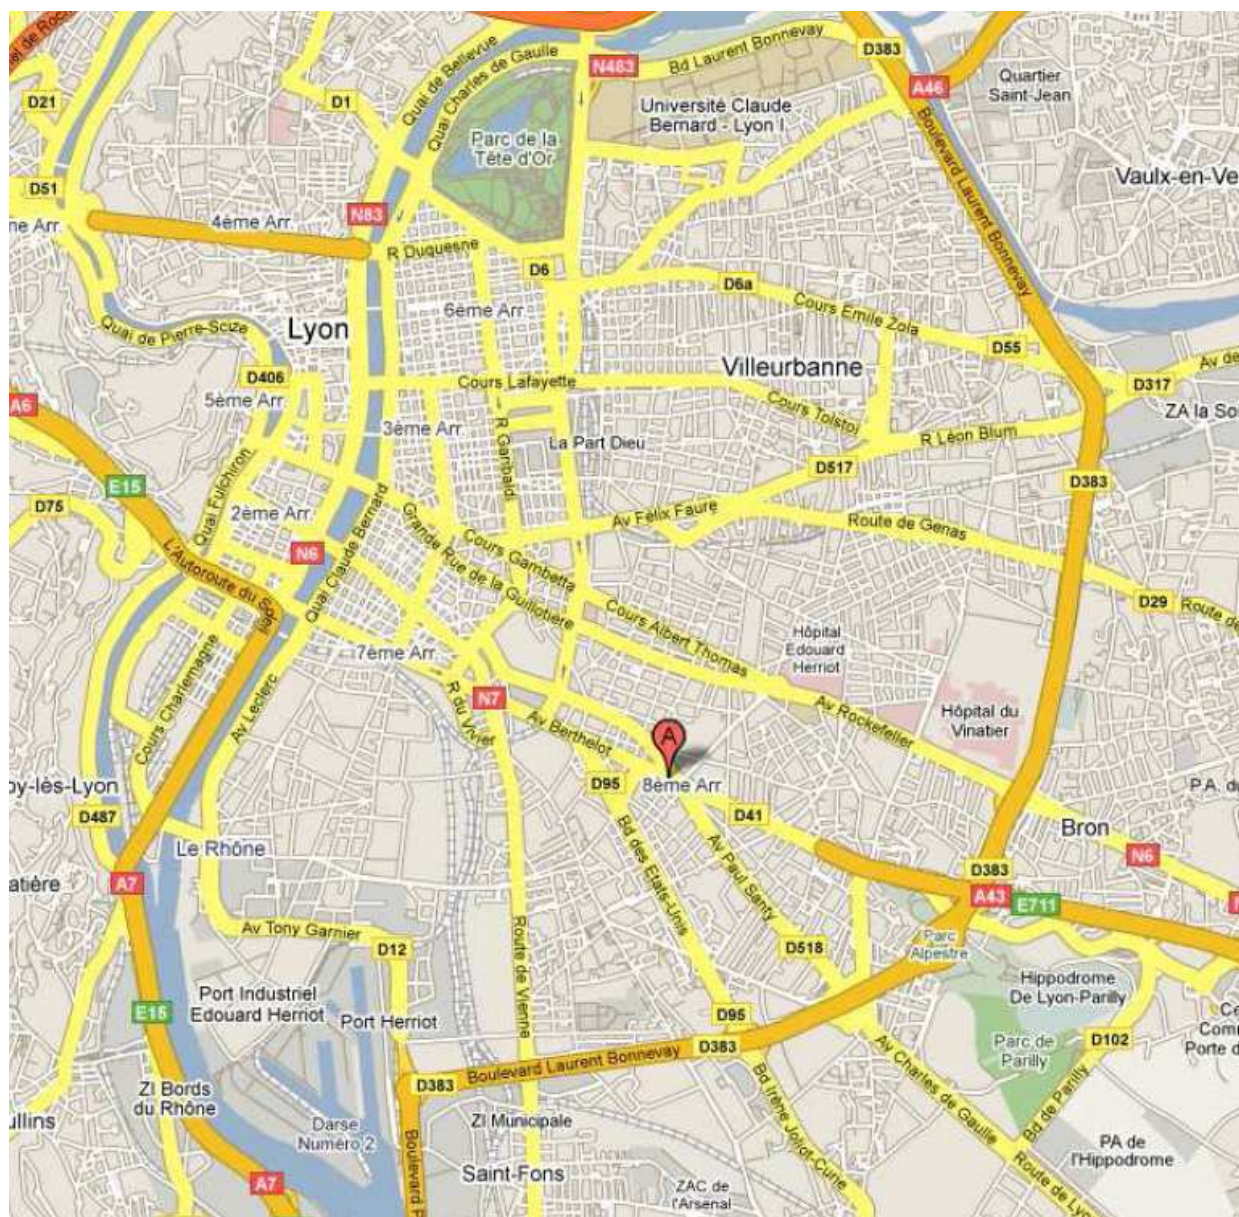 D383
N483
Bd Laurent Bonnevay
A46
Quartier
Saint-Jean
Quai de Bellevue
Quai Charles de Gaulle
D21
D1
Université Claude
Bernard - Lyon I
Parc de la
Tête d'Or
Boulevard Laurent Bonnevay
D51
Vaulx-en-Ve
ne Arr.
4ème Arr.
N83
R Duquesne
D6
D6a
Cours Emile Zola
6ème Arr.
Quai de Pierre-Scize
Lyon
D55
D406
Villeurbanne
Av de
D317
Cours Lafayette
5ème Arr.
A6
Cours Tolstoï
ZA la So
3ème Arr.
R Garibaldi
La Part Dieu
R Léon Blum
D517
D383
E15
Quai Fulchiron
D75
2ème Arr.
Quai Claude Bernard
Grande Rue de la Guillotière
Cours Gambetta
Av Félix Faure
Route de Genas
N6
L'Autoroute du Soleil
D29
Route de
Cours Albert Thomas
Hôpital
Edouard
Herriot
7ème Arr.
Cours Charlemagne
Av Leclerc
R du Vivier
N7
Av Berthelot
Av Rockefeller
Hôpital du
Vinatier
A
8ème Arr
D95
oy-lès-Lyon
P.A. du
D487
D41
Bron
Le Rhône
Bd des Etats-Unis
Av Paul Santy
N6
D383
A7
atière
A43
E711
Av Tony Garnier
Route de Vienne
D12
D518
Parc
Alpestre
Hippodrome
De Lyon-Parilly
Port Industriel
Edouard Herriot
Port Herriot
E15
D95
Ce
Comm
Porte d
D383
Boulevard Laurent Bonnevay
Parc de
Parilly
D102
Av Charles de Gaulle
Bd de Parilly
D383
ZI Bords
du Rhône
Bd Irène Joliot-Curie
ullins
Darse
Numéro 2
ZI Municipale
PA de
l'Hippodrome
Boulevard
Saint-Fons
Route de Lyo
A7
ZAC de
l'Arsenal